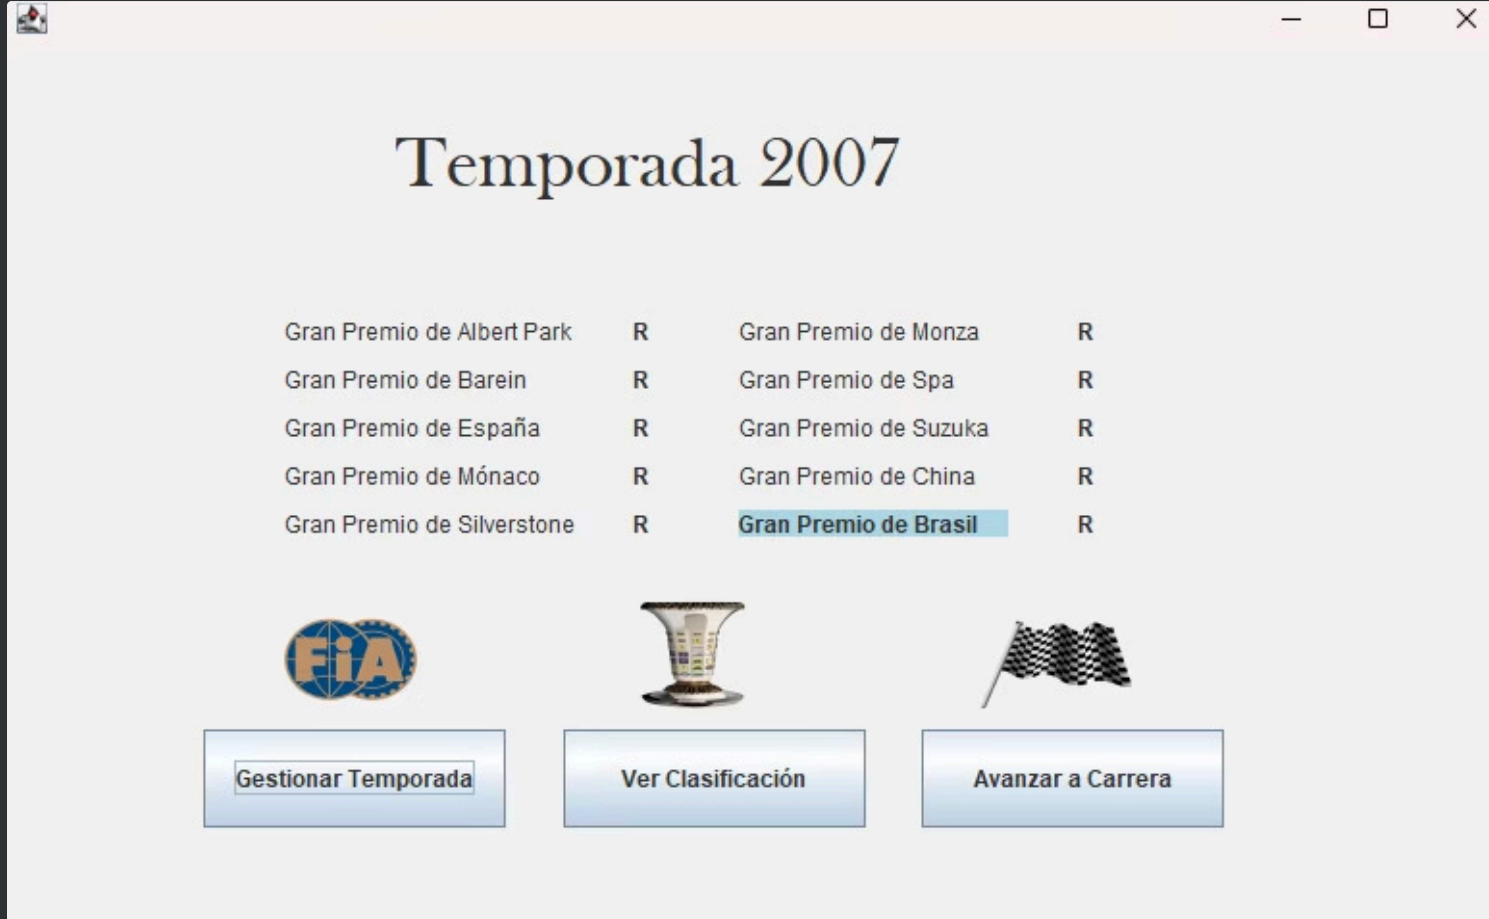 Temporada 2007
Gran Premio de Albert Park R Gran Premio de Monza R
Gran Premio de Barein R Gran Premio de Spa R
Gran Premio de España R Gran Premio de Suzuka R
Gran Premio de Mónaco R Gran Premio de China R
Gran Premio de Silverstone R Gran Premio de Brasil R
FiA
Gestionar Temporada Ver Clasificación Avanzar a Carrera